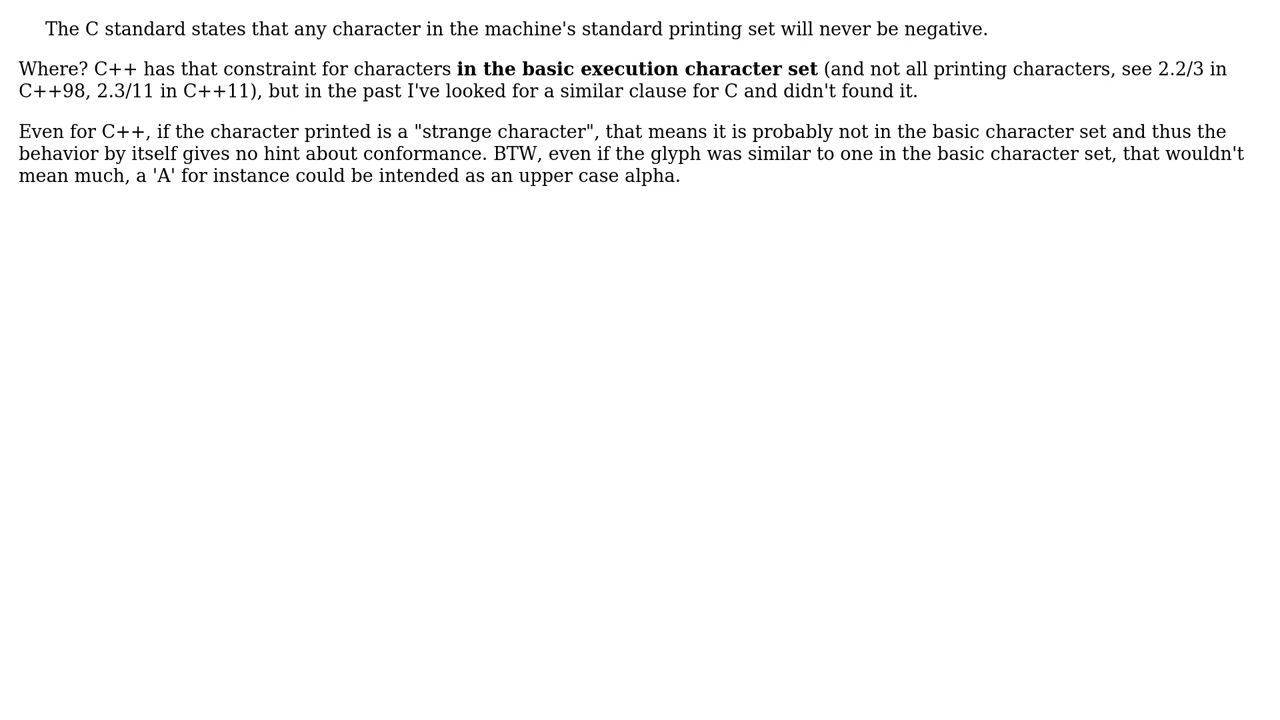 The C standard states that any character in the machine's standard printing set will never be negative.
Where? C++ has that constraint for characters in the basic execution character set (and not all printing characters, see 2.2/3 in
C++98, 2.3/11 in C++11), but in the past I've looked for a similar clause for C and didn't found it.
Even for C++, if the character printed is a "strange character", that means it is probably not in the basic character set and thus the
behavior by itself gives no hint about conformance. BTW, even if the glyph was similar to one in the basic character set, that wouldn't
mean much, a 'A' for instance could be intended as an upper case alpha.